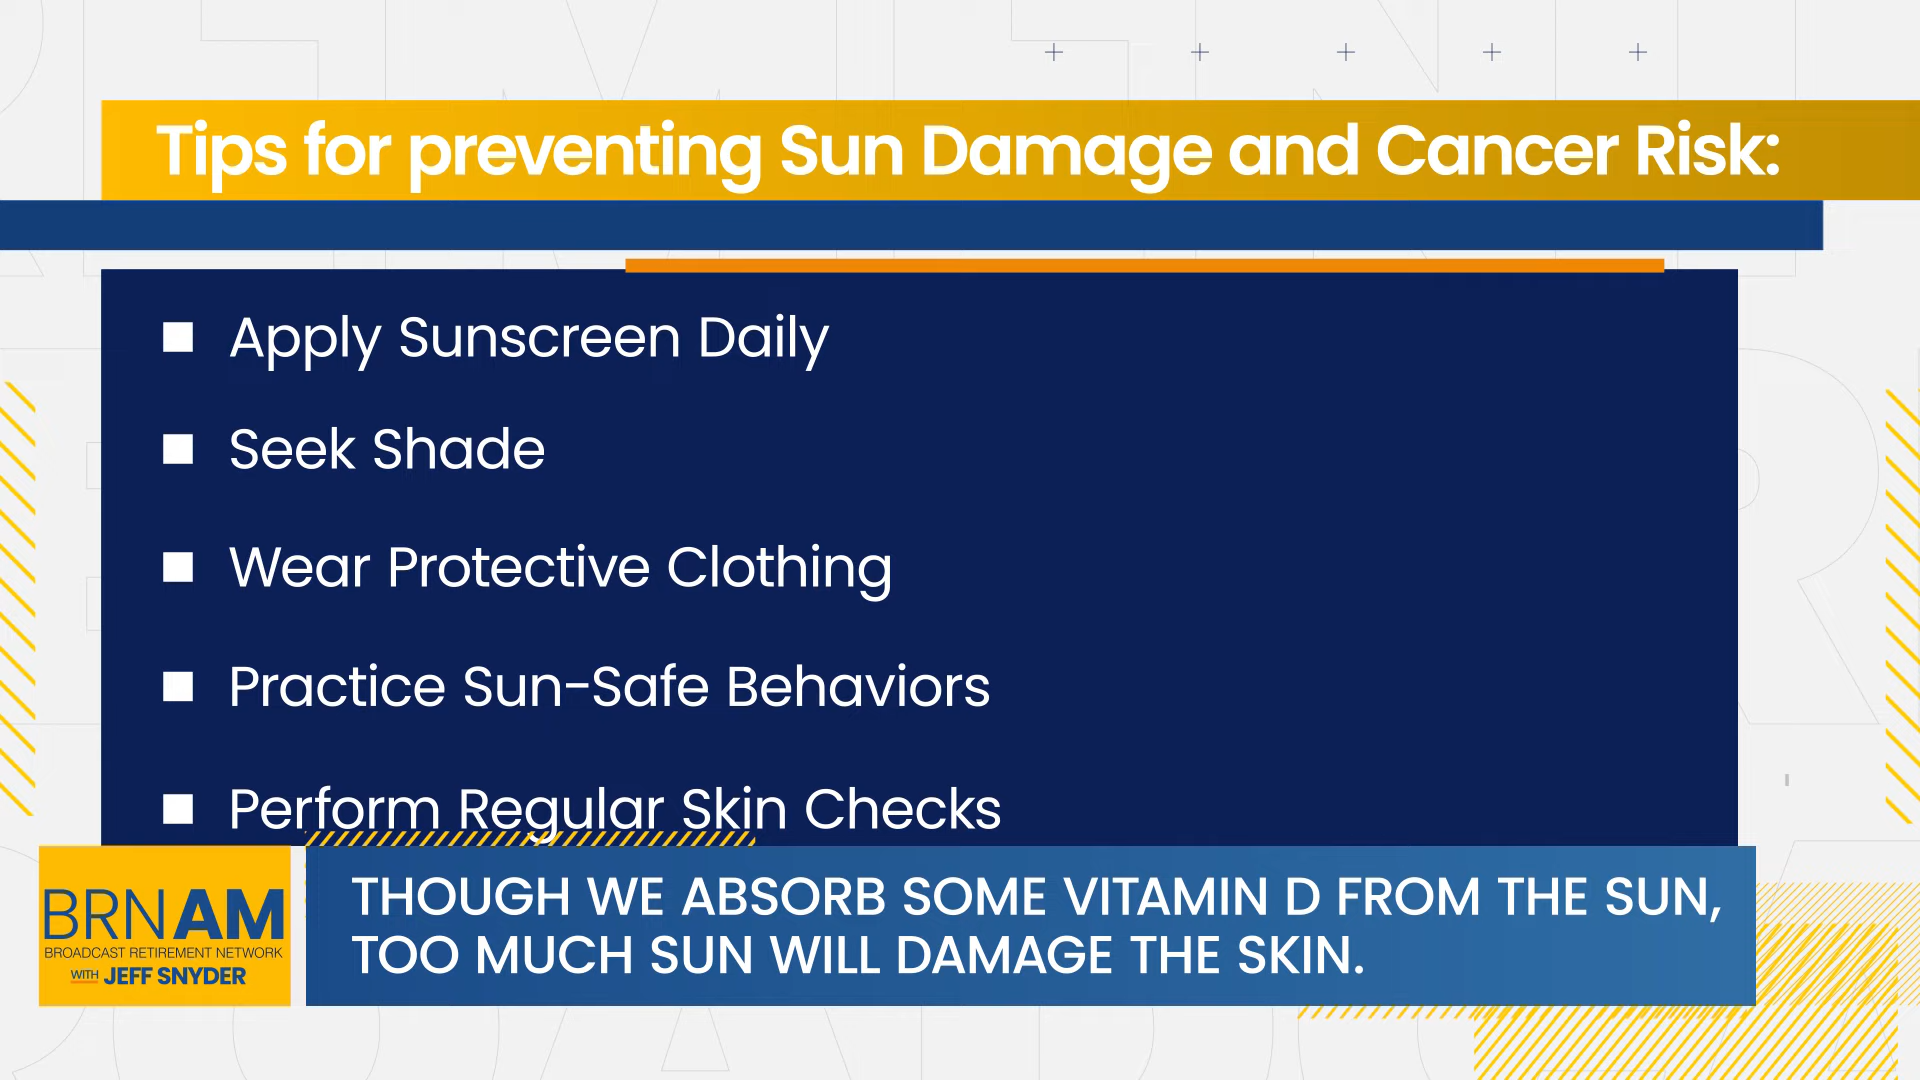 Tips for preventing Sun Damage and Cancer Risk:
Apply Sunscreen Daily
Seek Shade
Wear Protective Clothing
Practice Sun-Safe Behaviors
Perform Regular Skin Checks
BRNAM
BROADCAST RETIREMENT NETWORK
WITH JEFF SNYDER
THOUGH WE ABSORB SOME VITAMIN D FROM THE SUN,
TOO MUCH SUN WILL DAMAGE THE SKIN.